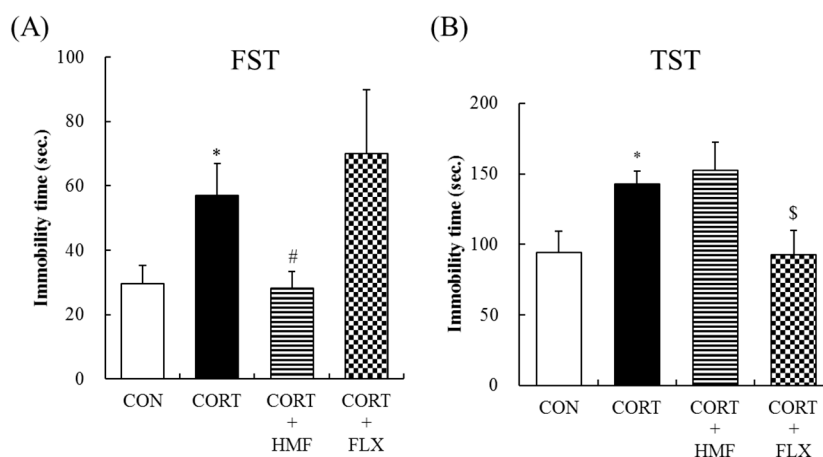 (A)
FST
Immobility time (sec.)
100
80
60
40
20
0
*
#
CON
CORT
CORT
+
HMF
CORT
+
FLX
(B)
TST
Immobility time (sec.)
200
150
100
50
0
*
$
CON
CORT
CORT
+
HMF
CORT
+
FLX